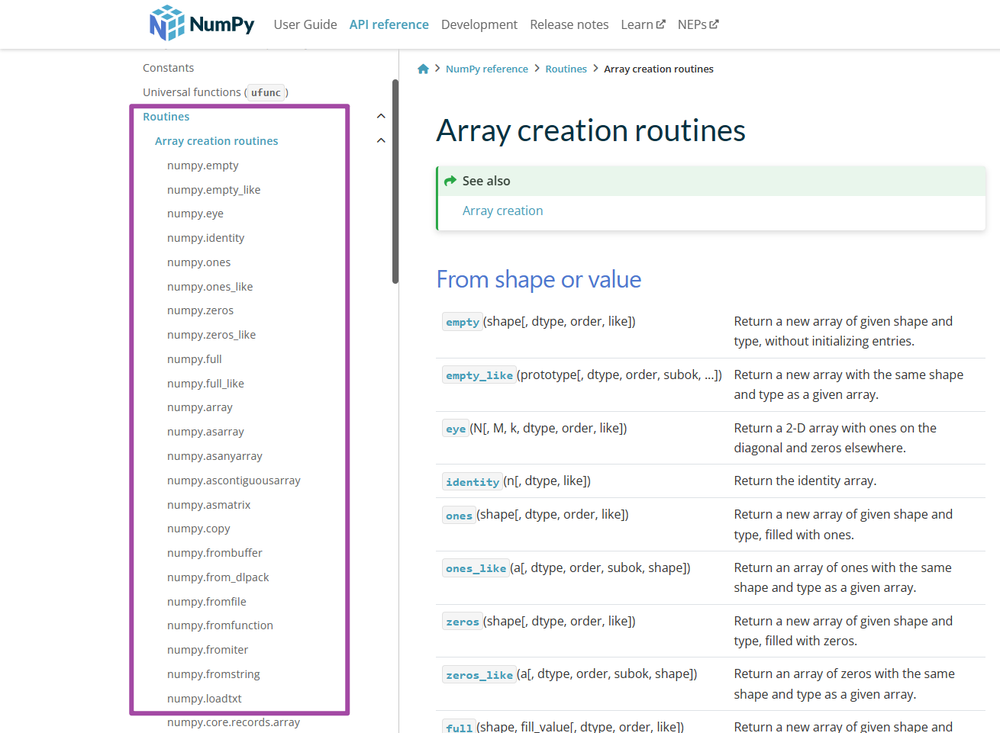 NumPy
User Guide API reference Development Release notes Learn NEPs
Constants
Universal functions (ufunc)
Routines
Array creation routines
numpy.empty
numpy.empty_like
numpy.eye
numpy.identity
numpy.ones
numpy.ones_like
numpy.zeros
numpy.zeros_like
numpy.full
numpy.full_like
numpy.array
numpy.asarray
numpy.asanyarray
numpy.ascontiguousarray
numpy.asmatrix
numpy.copy
numpy.frombuffer
numpy.from_dlpack
numpy.fromfile
numpy.fromfunction
numpy.fromiter
numpy.fromstring
numpy.loadtxt
numpy.core.records.array
NumPy reference Routines Array creation routines
Array creation routines
See also
Array creation
From shape or value
empty(shape[, dtype, order, like]) Return a new array of given shape and
type, without initializing entries.
empty_like(prototype[, dtype, order, subok, ...]) Return a new array with the same shape
and type as a given array.
eye(N[, M, k, dtype, order, like]) Return a 2-D array with ones on the
diagonal and zeros elsewhere.
identity(n[, dtype, like]) Return the identity array.
ones(shape[, dtype, order, like]) Return a new array of given shape and
type, filled with ones.
ones_like(a[, dtype, order, subok, shape]) Return an array of ones with the same
shape and type as a given array.
zeros(shape[, dtype, order, like]) Return a new array of given shape and
type, filled with zeros.
zeros_like(a[, dtype, order, subok, shape]) Return an array of zeros with the same
shape and type as a given array.
full(shape, fill_value[, dtype, order, like]) Return a new array of given shape and